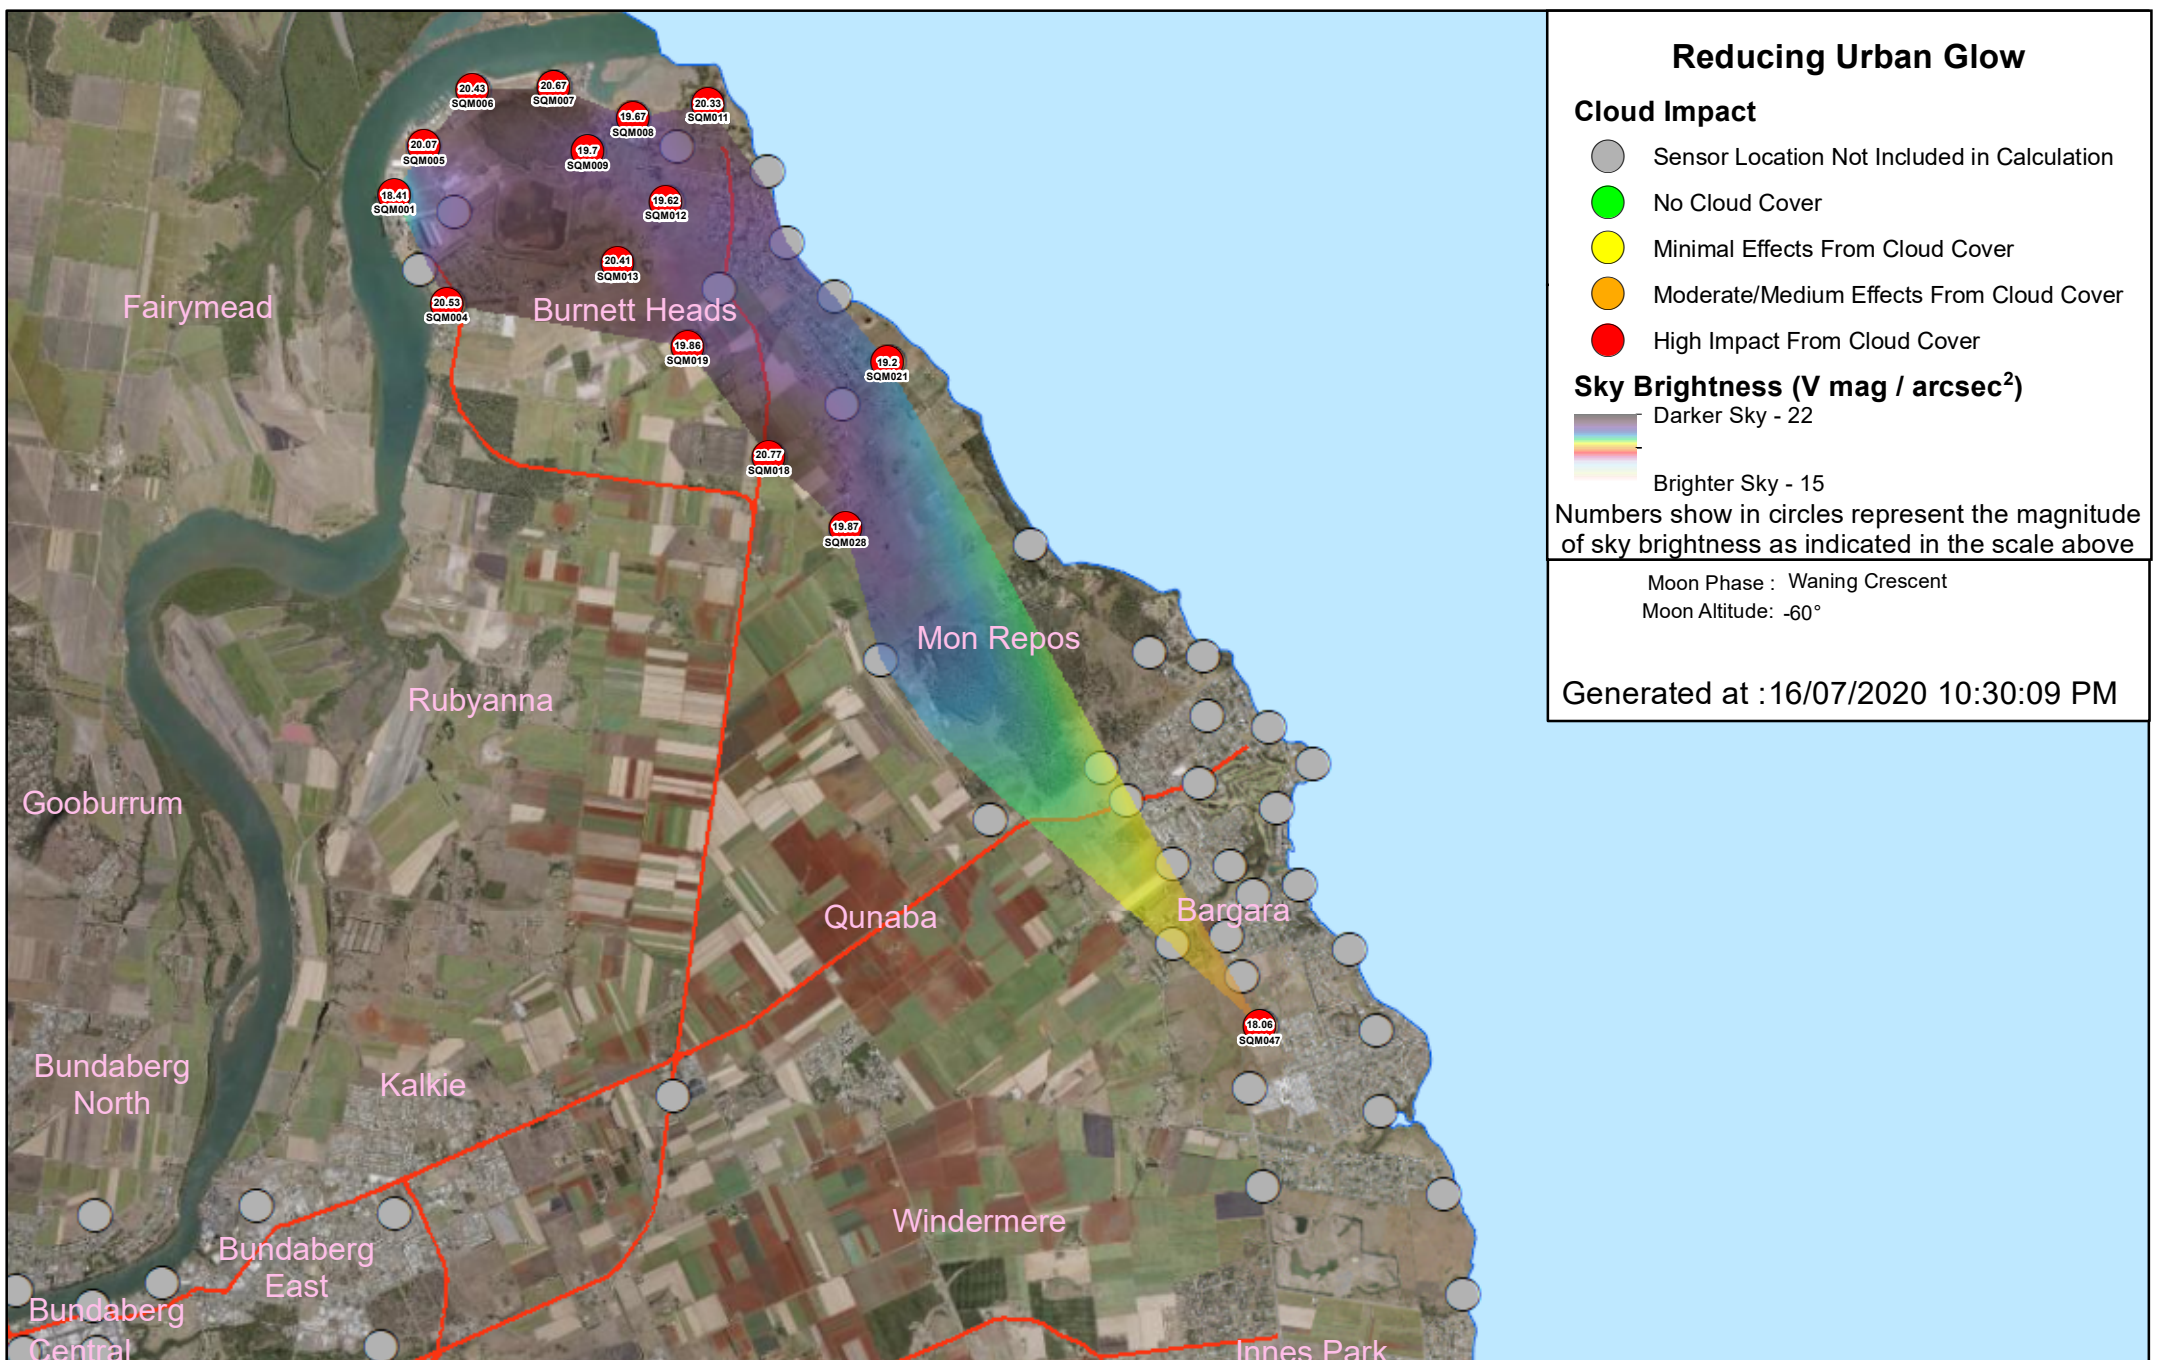 Reducing Urban Glow
Cloud Impact
Sensor Location Not Included in Calculation
No Cloud Cover
Minimal Effects From Cloud Cover
Moderate/Medium Effects From Cloud Cover
High Impact From Cloud Cover
Sky Brightness (V mag / arcsec²)
Darker Sky - 22
Brighter Sky - 15
Numbers show in circles represent the magnitude
of sky brightness as indicated in the scale above
Moon Phase : Waning Crescent
Moon Altitude: -60°
Generated at :16/07/2020 10:30:09 PM
20.43
SQM006
20.67
SQM007
19.67
SQM008
20.33
SQM011
20.07
SQM005
19.7
SQM009
18.41
SQM001
19.62
SQM012
20.41
SQM013
20.53
SQM004
Fairymead
Burnett Heads
19.86
SQM019
19.2
SQM021
20.77
SQM018
19.87
SQM028
Mon Repos
Rubyanna
Gooburrum
Qunaba
Bargara
18.06
SQM047
Bundaberg
North
Kalkie
Windermere
Bundaberg
East
Bundaberg
Central
Innes Park